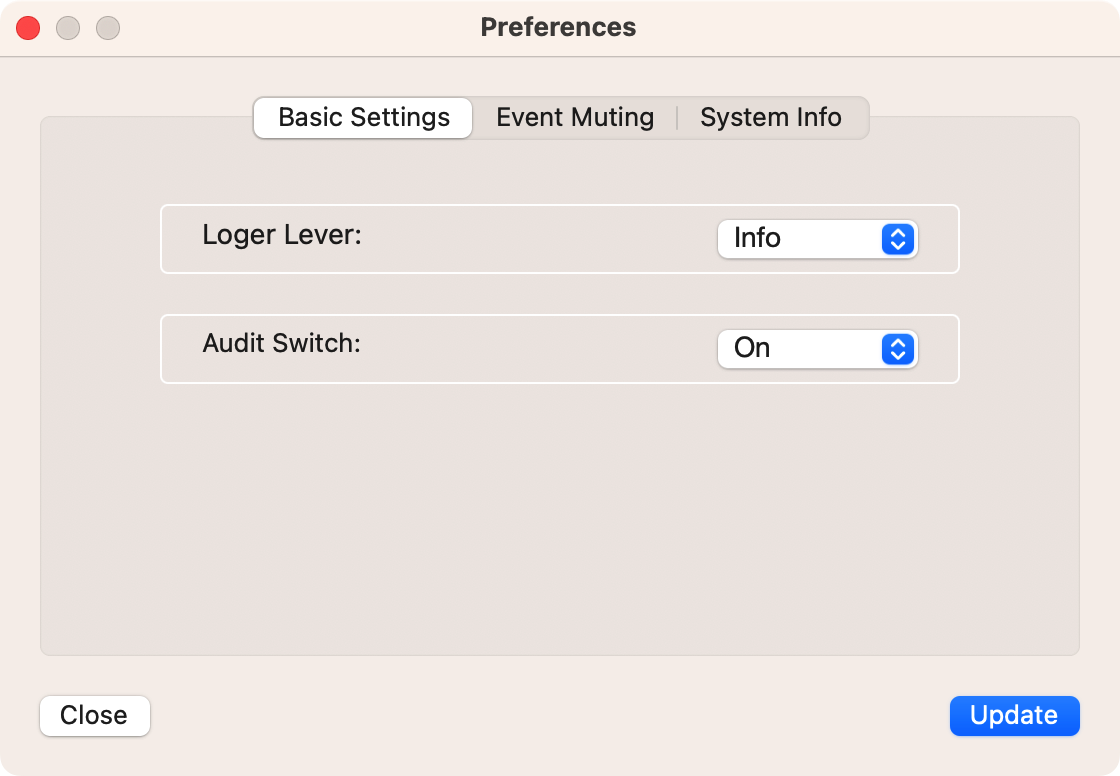 Preferences
Basic Settings Event Muting System Info
Loger Lever: Info
Audit Switch: On
Close Update